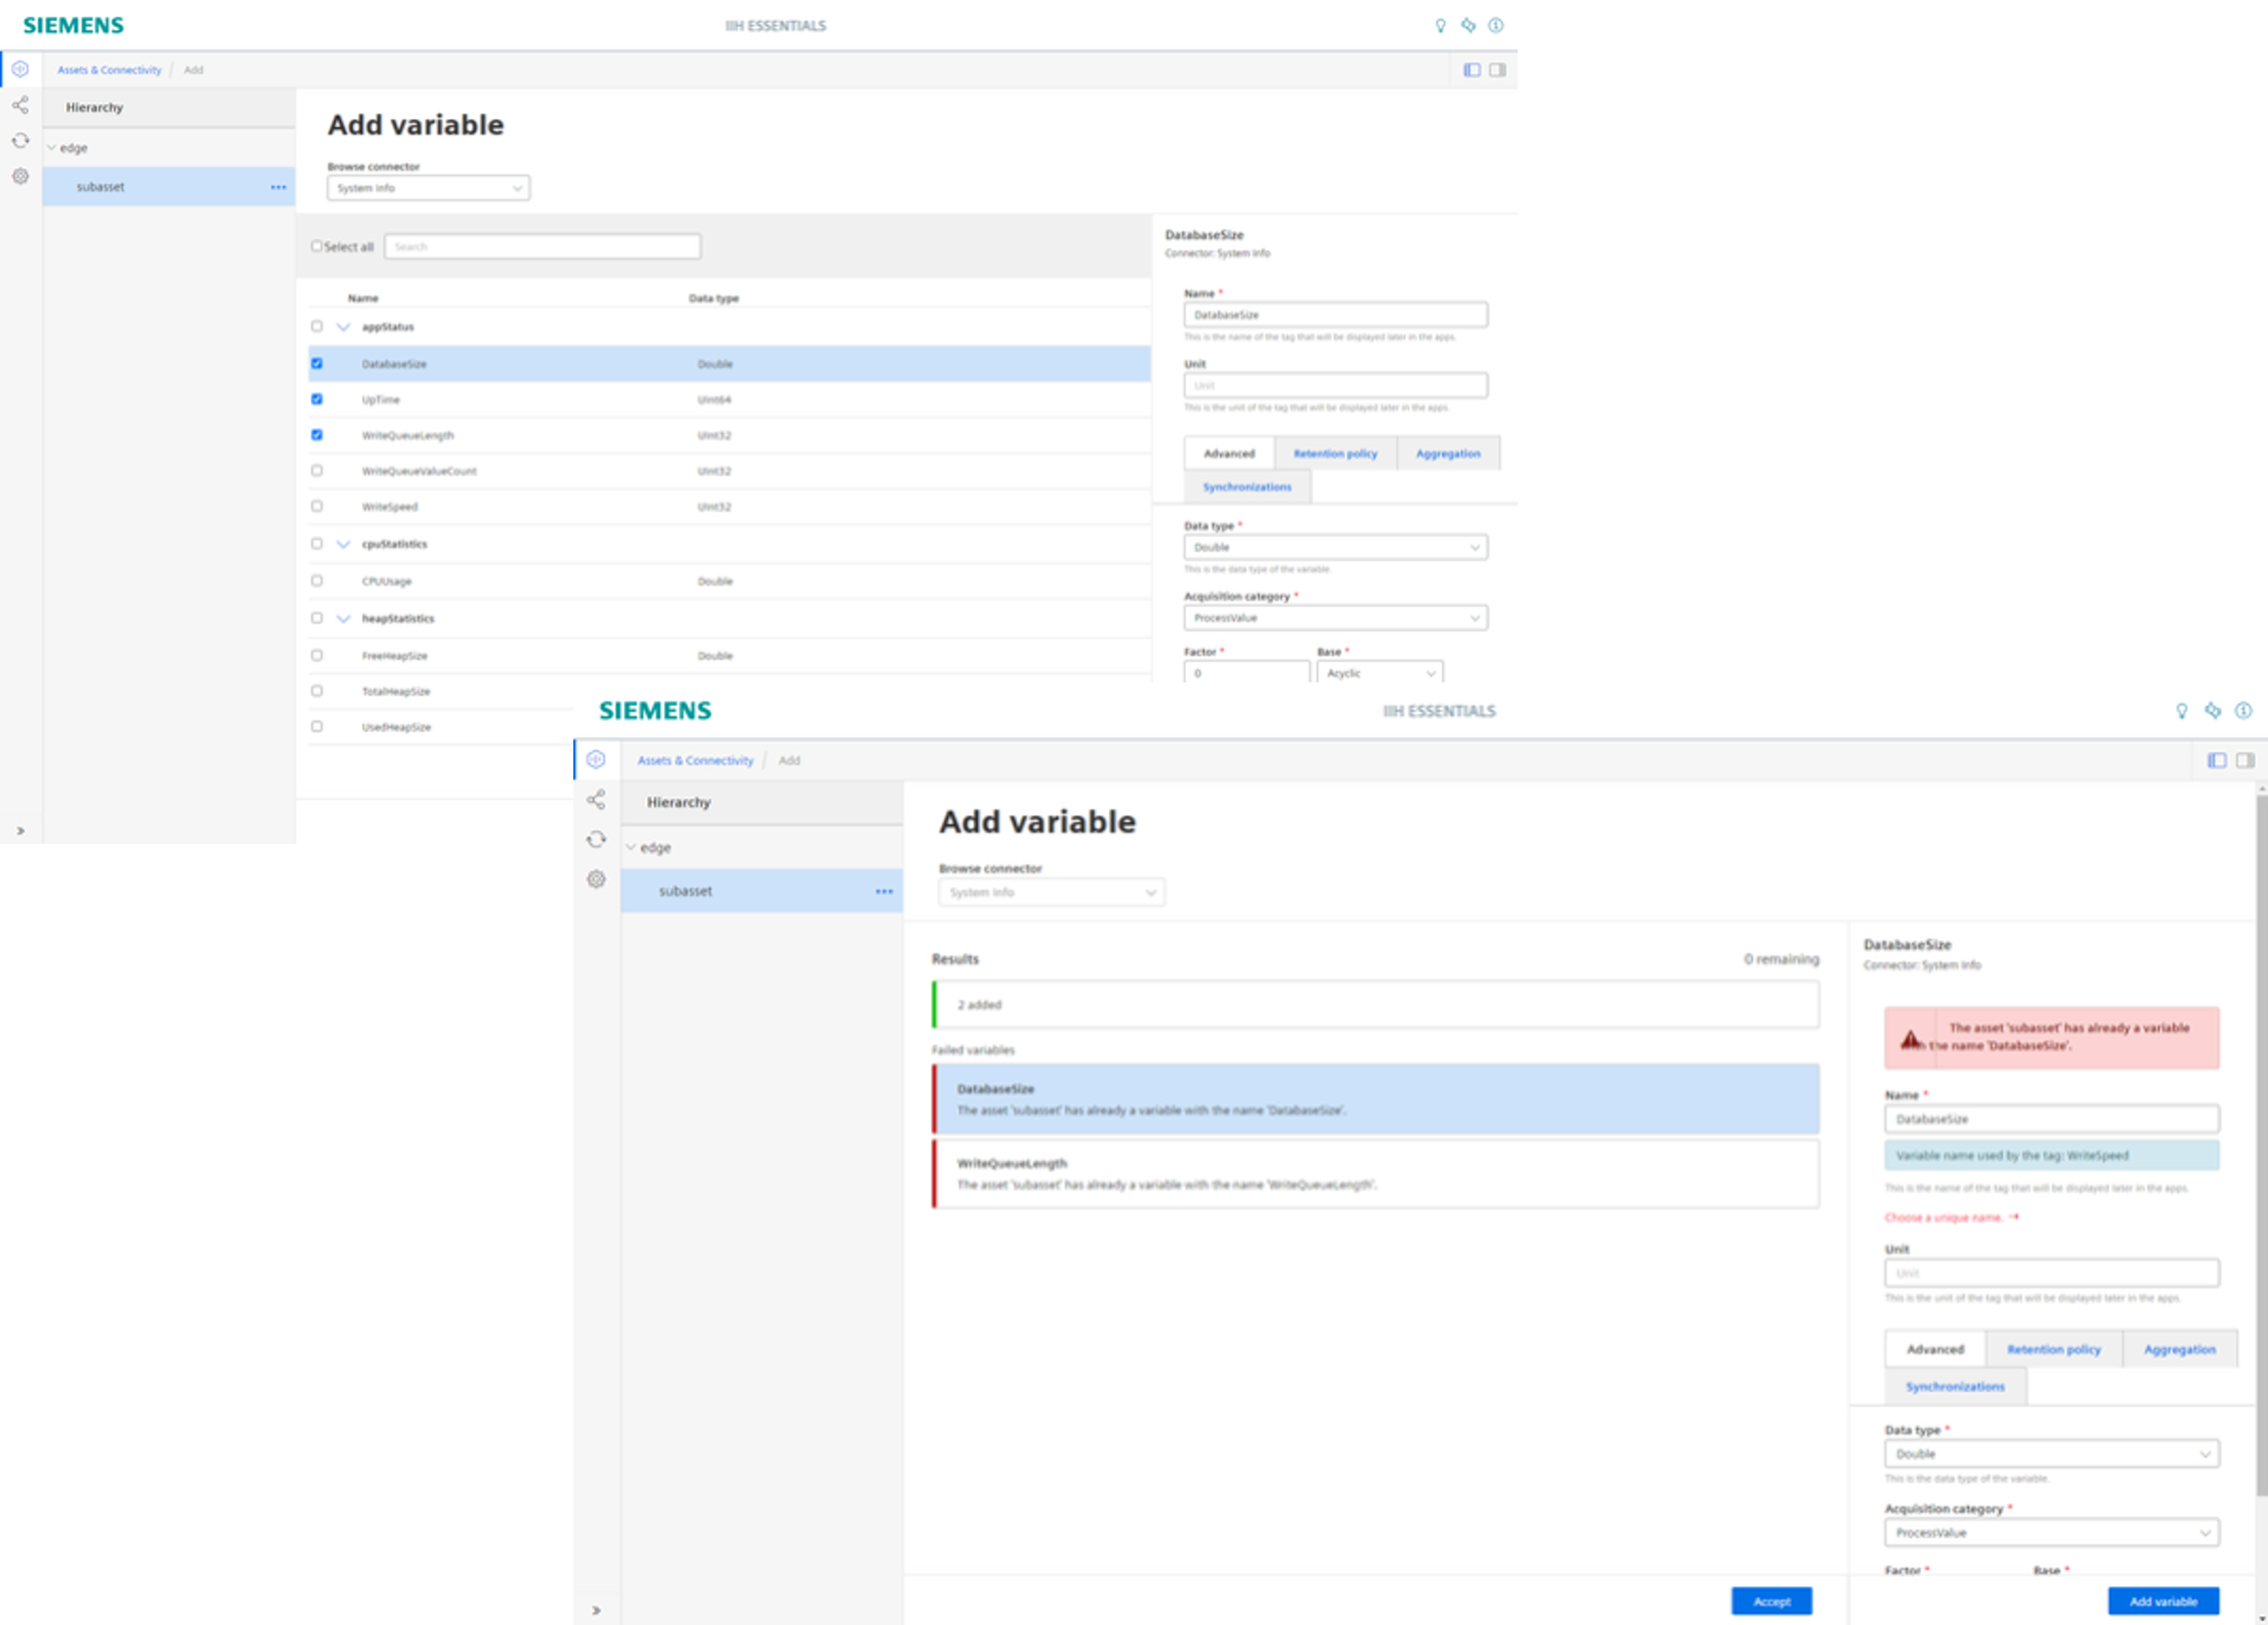 SIEMENS
IIH ESSENTIALS
Assets & Connectivity / Add
Hierarchy
edge
subasset
Add variable
Browse connector
System Info
Select all
Search
Name Data type
appStatus
DatabaseSize Double
UpTime UInt64
WriteQueueLength UInt32
WriteQueueValueCount UInt32
WriteSpeed UInt32
cpuStatistics
CPUUsage Double
heapStatistics
FreeHeapSize Double
TotalHeapSize
UsedHeapSize
DatabaseSize
Connector: System Info
Name *
DatabaseSize
This is the name of the tag that will be displayed later in the apps.
Unit
Unit
This is the unit of the tag that will be displayed later in the apps.
Advanced Retention policy Aggregation
Synchronizations
Data type *
Double
This is the data type of the variable.
Acquisition category *
ProcessValue
Factor * Base *
0 Acyclic
SIEMENS
IIH ESSENTIALS
Assets & Connectivity / Add
Hierarchy
edge
subasset
Add variable
Browse connector
System Info
Results 0 remaining
2 added
Failed variables
DatabaseSize
The asset 'subasset' has already a variable with the name 'DatabaseSize'.
WriteQueueLength
The asset 'subasset' has already a variable with the name 'WriteQueueLength'.
Accept
DatabaseSize
Connector: System Info
The asset 'subasset' has already a variable
with the name 'DatabaseSize'.
Name *
DatabaseSize
Variable name used by the tag: WriteSpeed
This is the name of the tag that will be displayed later in the apps.
Choose a unique name. →
Unit
Unit
This is the unit of the tag that will be displayed later in the apps.
Advanced Retention policy Aggregation
Synchronizations
Data type *
Double
This is the data type of the variable.
Acquisition category *
ProcessValue
Factor * Base *
Add variable